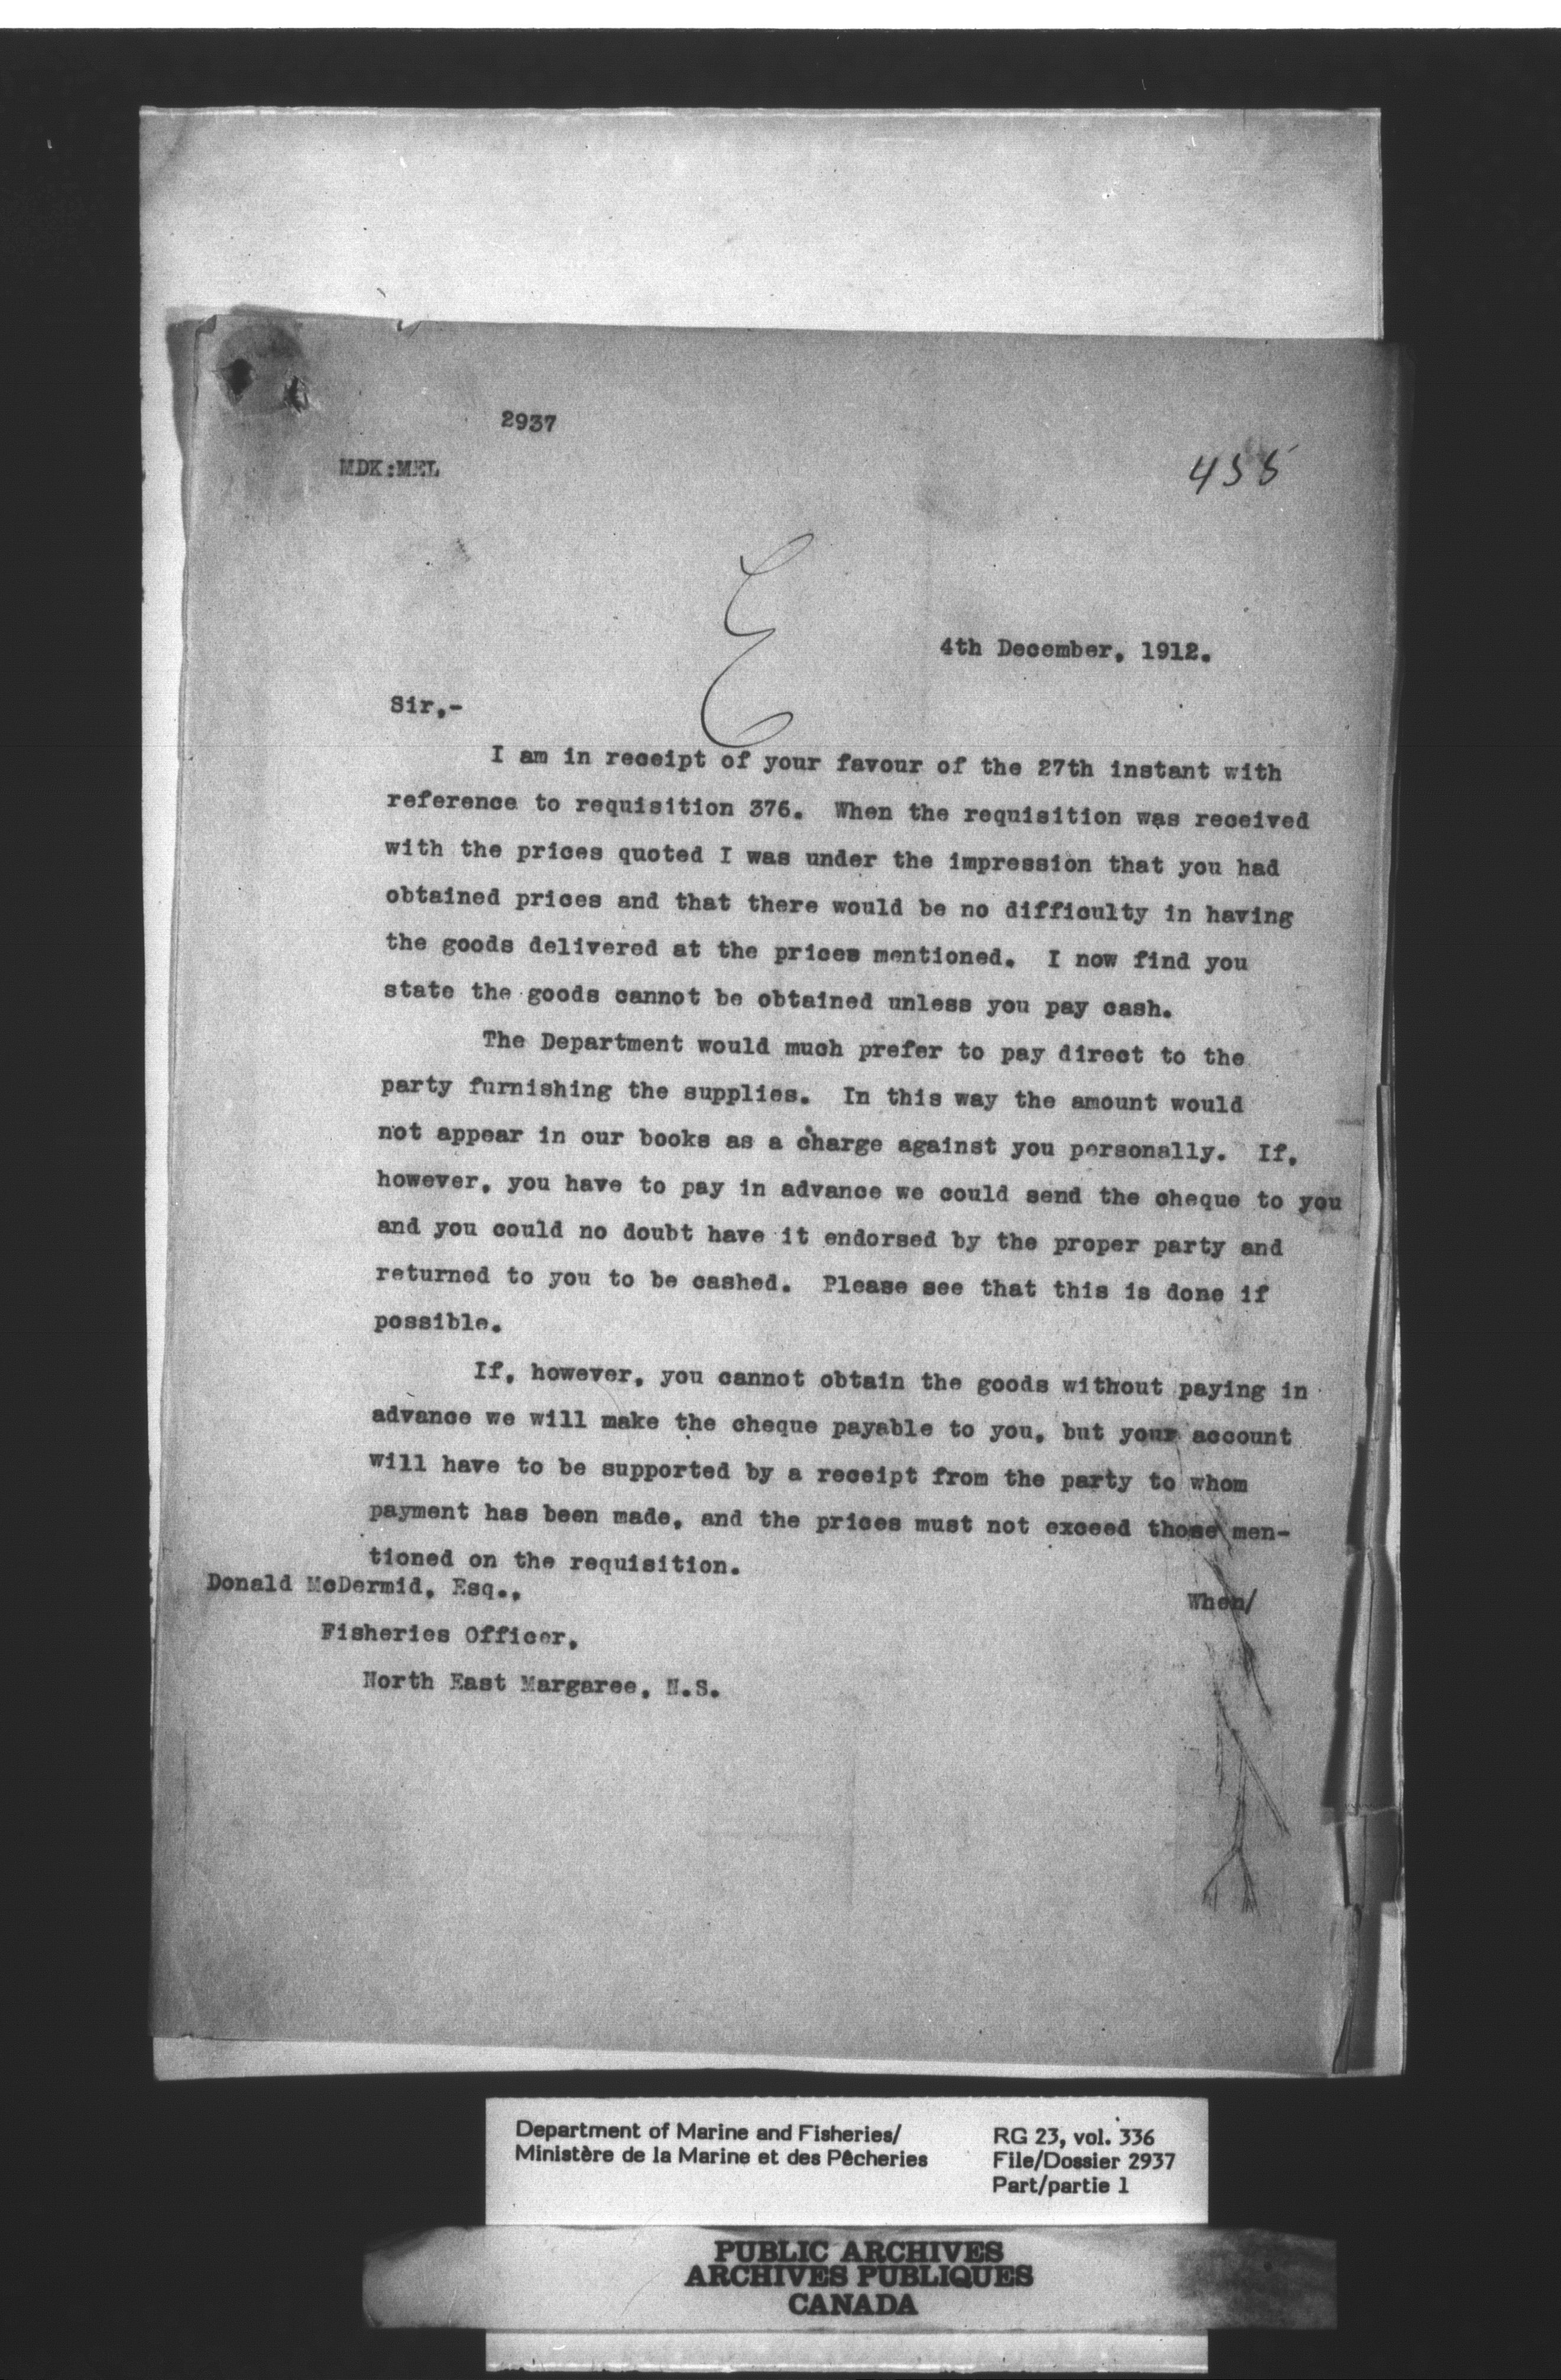 2937
MDK:MEL
455
E
4th December, 1912.
Sir,-
I am in receipt of your favour of the 27th instant with
reference to requisition 376. When the requisition was received
with the prices quoted I was under the impression that you had
obtained prices and that there would be no difficulty in having
the goods delivered at the prices mentioned. I now find you
state the goods cannot be obtained unless you pay cash.
The Department would much prefer to pay direct to the
party furnishing the supplies. In this way the amount would
not appear in our books as a charge against you personally. If,
however, you have to pay in advance we could send the cheque to you
and you could no doubt have it endorsed by the proper party and
returned to you to be cashed. Please see that this is done if
possible.
If, however, you cannot obtain the goods without paying in
advance we will make the cheque payable to you, but your account
will have to be supported by a receipt from the party to whom
payment has been made, and the prices must not exceed those men-
tioned on the requisition.
Donald McDermid, Esq.,
When/
Fisheries Officer,
North East Margaree, N.S.
Department of Marine and Fisheries/
Ministère de la Marine et des Pêcheries
RG 23, vol. 336
File/Dossier 2937
Part/partie 1
PUBLIC ARCHIVES
ARCHIVES PUBLIQUES
CANADA